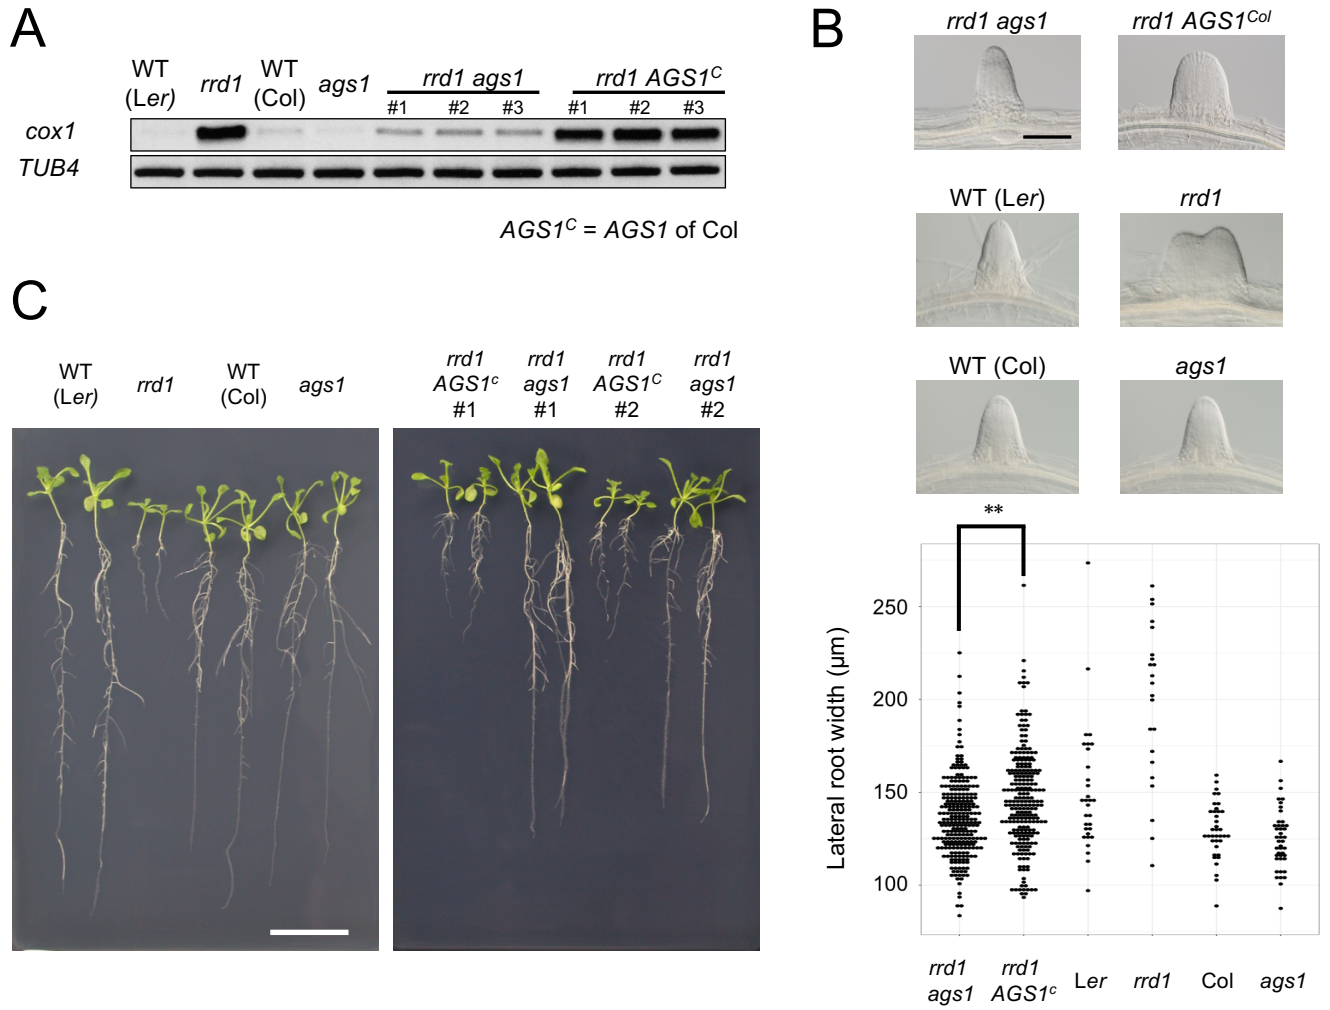 A
WT
(Ler)
rrd1
WT
(Col)
ags1
rrd1 ags1
#1 #2 #3
rrd1 AGS1C
#1 #2 #3
cox1
TUB4
AGS1C = AGS1 of Col
B
rrd1 ags1
rrd1 AGS1Col
WT (Ler)
rrd1
WT (Col)
ags1
**
Lateral root width (μm)
250
200
150
100
rrd1
ags1
rrd1
AGS1c
Ler
rrd1
Col
ags1
C
WT
(Ler)
rrd1
WT
(Col)
ags1
rrd1
AGS1c
#1
rrd1
ags1
#1
rrd1
AGS1C
#2
rrd1
ags1
#2